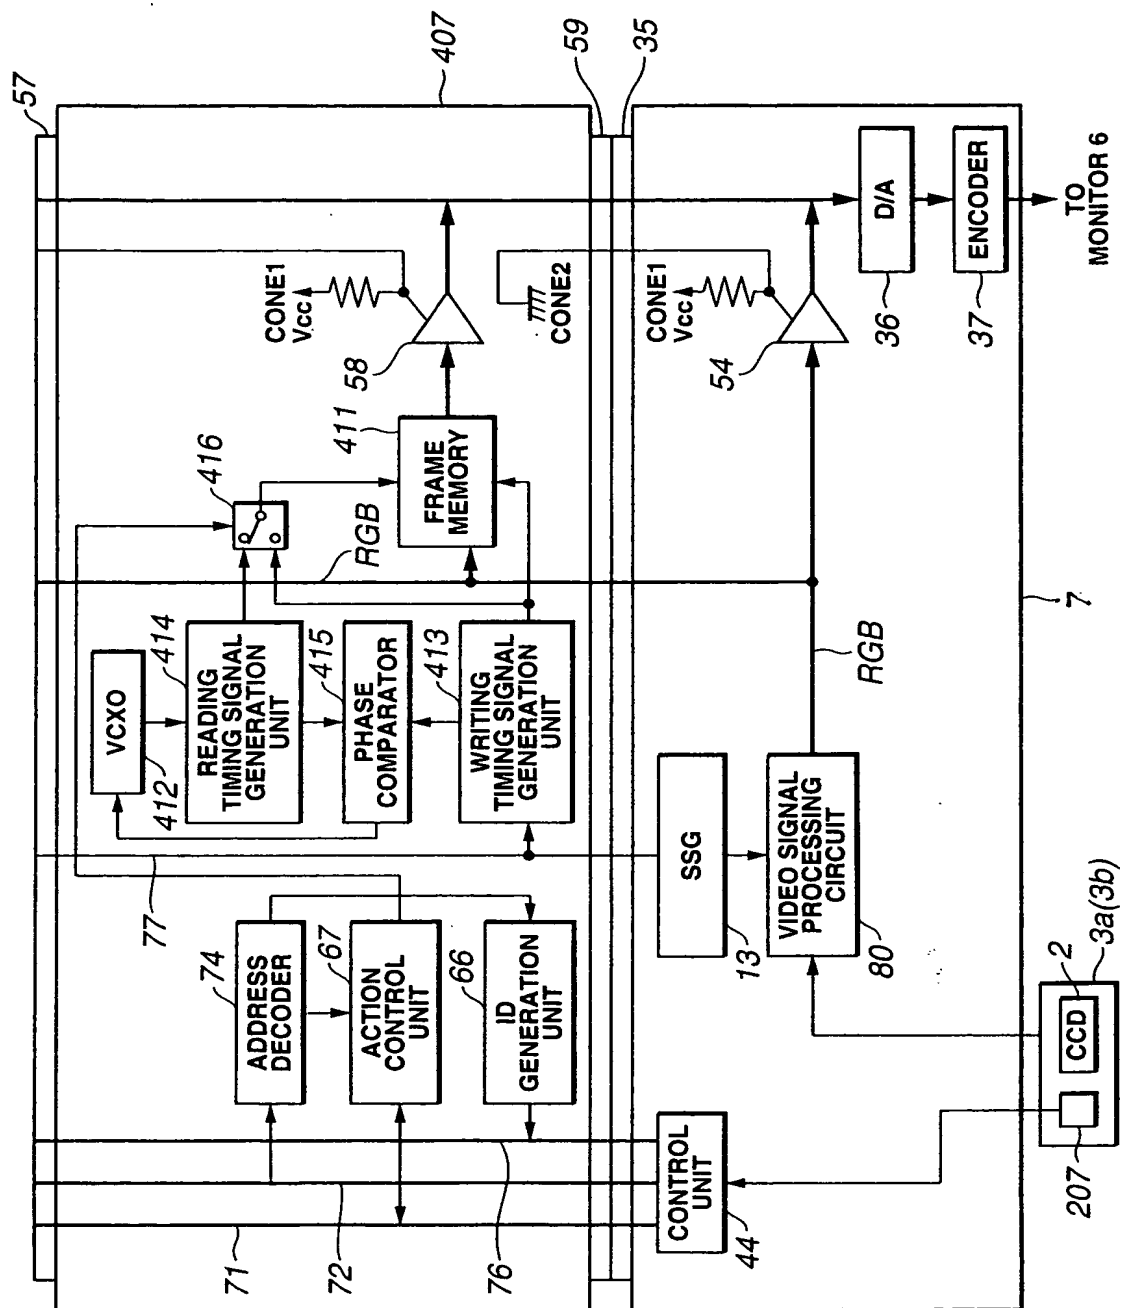 57
407
59
35
CONE1
Vcc
58
CONE2
CONE1
Vcc
54
D/A
36
ENCODER
37
TO
MONITOR 6
416
411
FRAME
MEMORY
RGB
RGB
7
VCXO
412
READING
TIMING SIGNAL
GENERATION
UNIT
414
PHASE
COMPARATOR
415
WRITING
TIMING SIGNAL
GENERATION
UNIT
413
77
SSG
13
VIDEO SIGNAL
PROCESSING
CIRCUIT
80
74
ADDRESS
DECODER
67
ACTION
CONTROL
UNIT
66
ID
GENERATION
UNIT
71
72
76
CONTROL
UNIT
44
3a(3b)
2
CCD
207